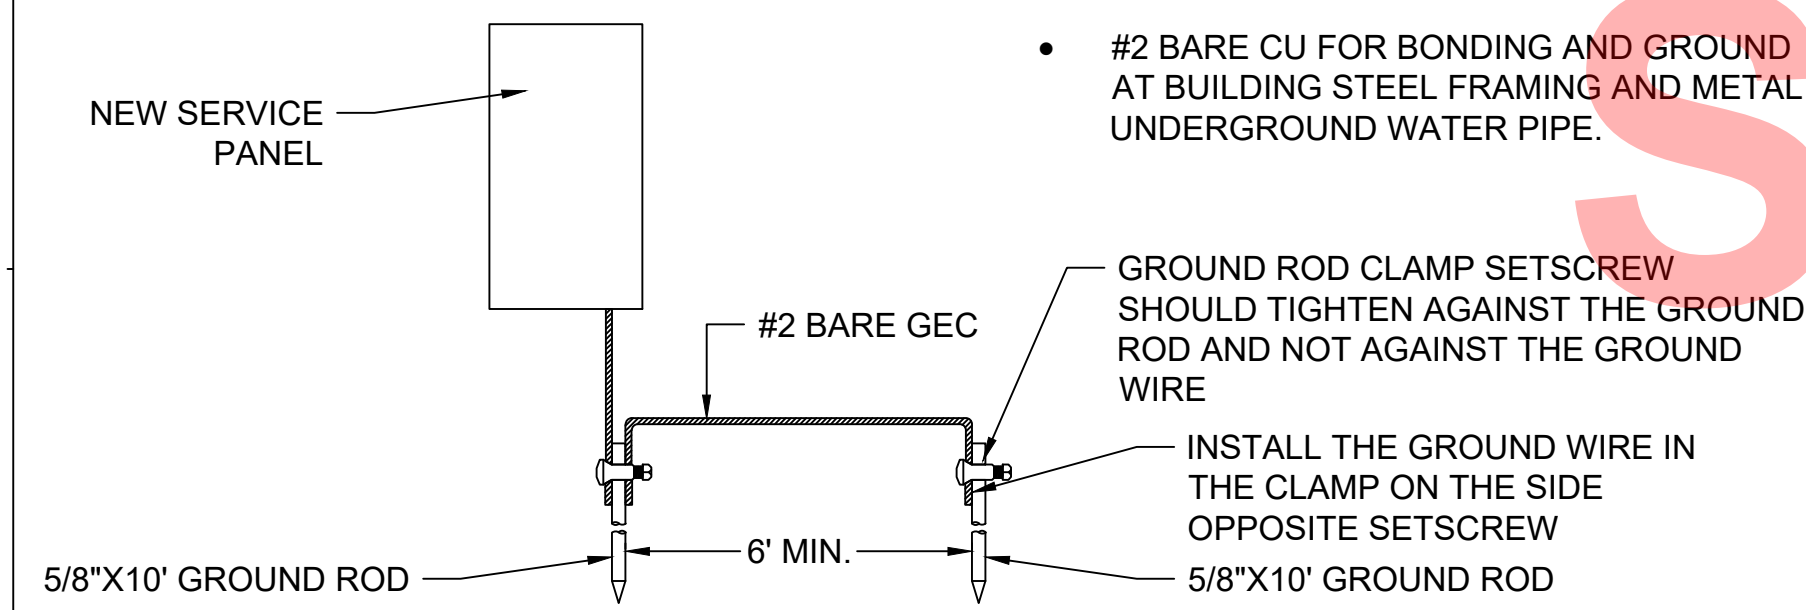 NEW SERVICE
PANEL
• #2 BARE CU FOR BONDING AND GROUND
AT BUILDING STEEL FRAMING AND METAL
UNDERGROUND WATER PIPE.
#2 BARE GEC
GROUND ROD CLAMP SETSCREW
SHOULD TIGHTEN AGAINST THE GROUND
ROD AND NOT AGAINST THE GROUND
WIRE
INSTALL THE GROUND WIRE IN
THE CLAMP ON THE SIDE
OPPOSITE SETSCREW
6' MIN.
5/8"X10' GROUND ROD
5/8"X10' GROUND ROD
S